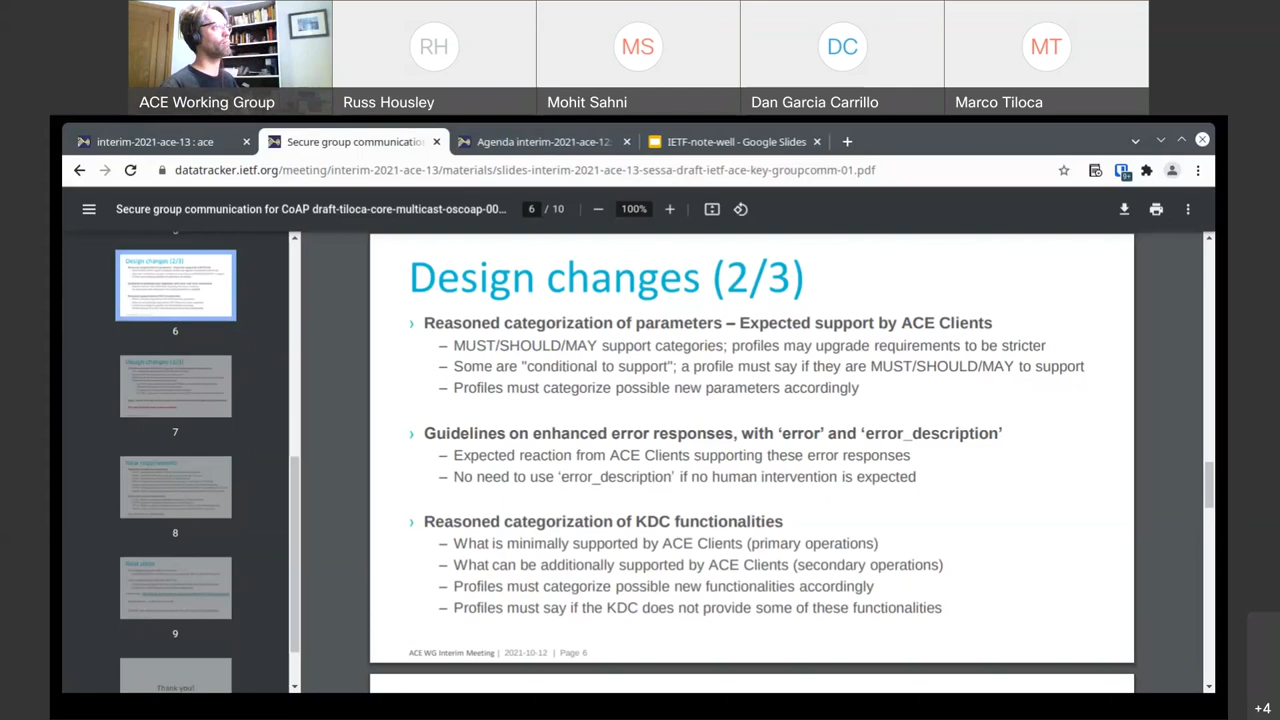 RH
MS
DC
MT
ACE Working Group
Russ Housley
Mohit Sahni
Dan Garcia Carrillo
Marco Tiloca
interim-2021-ace-13 : ace
Secure group communicatio
Agenda interim-2021-ace-12:
IETF-note-well - Google Slides
datatracker.ietf.org/meeting/interim-2021-ace-13/materials/slides-interim-2021-ace-13-sessa-draft-ietf-ace-key-groupcomm-01.pdf
9+
Secure group communication for CoAP draft-tiloca-core-multicast-oscoap-00...
6 / 10
100%
Design changes (2/3)
6
7
8
9
Thank you!
Design changes (2/3)
› Reasoned categorization of parameters – Expected support by ACE Clients
– MUST/SHOULD/MAY support categories; profiles may upgrade requirements to be stricter
– Some are "conditional to support"; a profile must say if they are MUST/SHOULD/MAY to support
– Profiles must categorize possible new parameters accordingly
› Guidelines on enhanced error responses, with ‘error’ and ‘error_description’
– Expected reaction from ACE Clients supporting these error responses
– No need to use ‘error_description’ if no human intervention is expected
› Reasoned categorization of KDC functionalities
– What is minimally supported by ACE Clients (primary operations)
– What can be additionally supported by ACE Clients (secondary operations)
– Profiles must categorize possible new functionalities accordingly
– Profiles must say if the KDC does not provide some of these functionalities
ACE WG Interim Meeting | 2021-10-12 | Page 6
+4